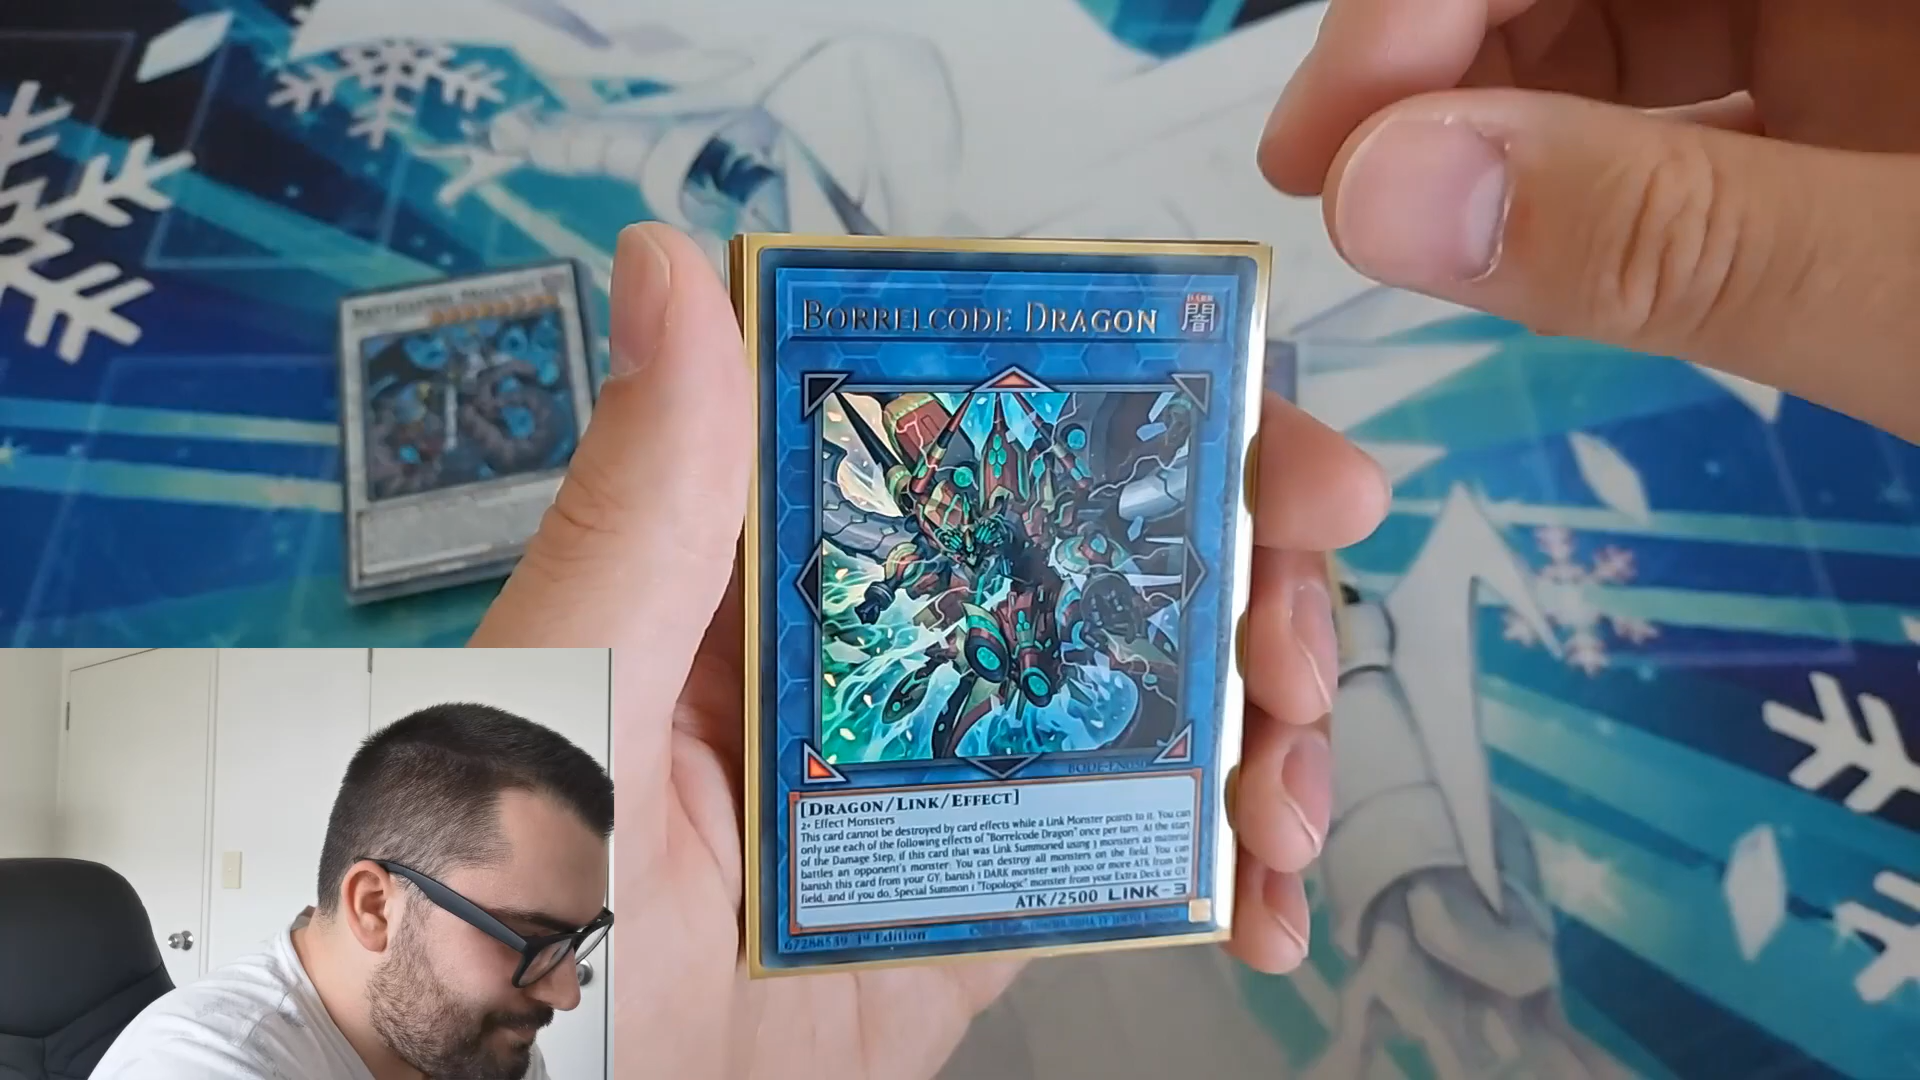 BORRELCODE DRAGON
DARK
闇
BODE-EN050
[DRAGON/LINK/EFFECT]
2+ Effect Monsters
This card cannot be destroyed by card effects while a Link Monster points to it. You can
only use each of the following effects of "Borrelcode Dragon" once per turn. At the start
of the Damage Step, if this card that was Link Summoned using 3 monsters as material
battles an opponent's monster: You can destroy all monsters on the field. You can
banish this card from your GY; banish 1 DARK monster with 3000 or more ATK from the
field, and if you do, Special Summon 1 "Topologic" monster from your Extra Deck or GY.
ATK/2500 LINK-3
67288539 1st Edition